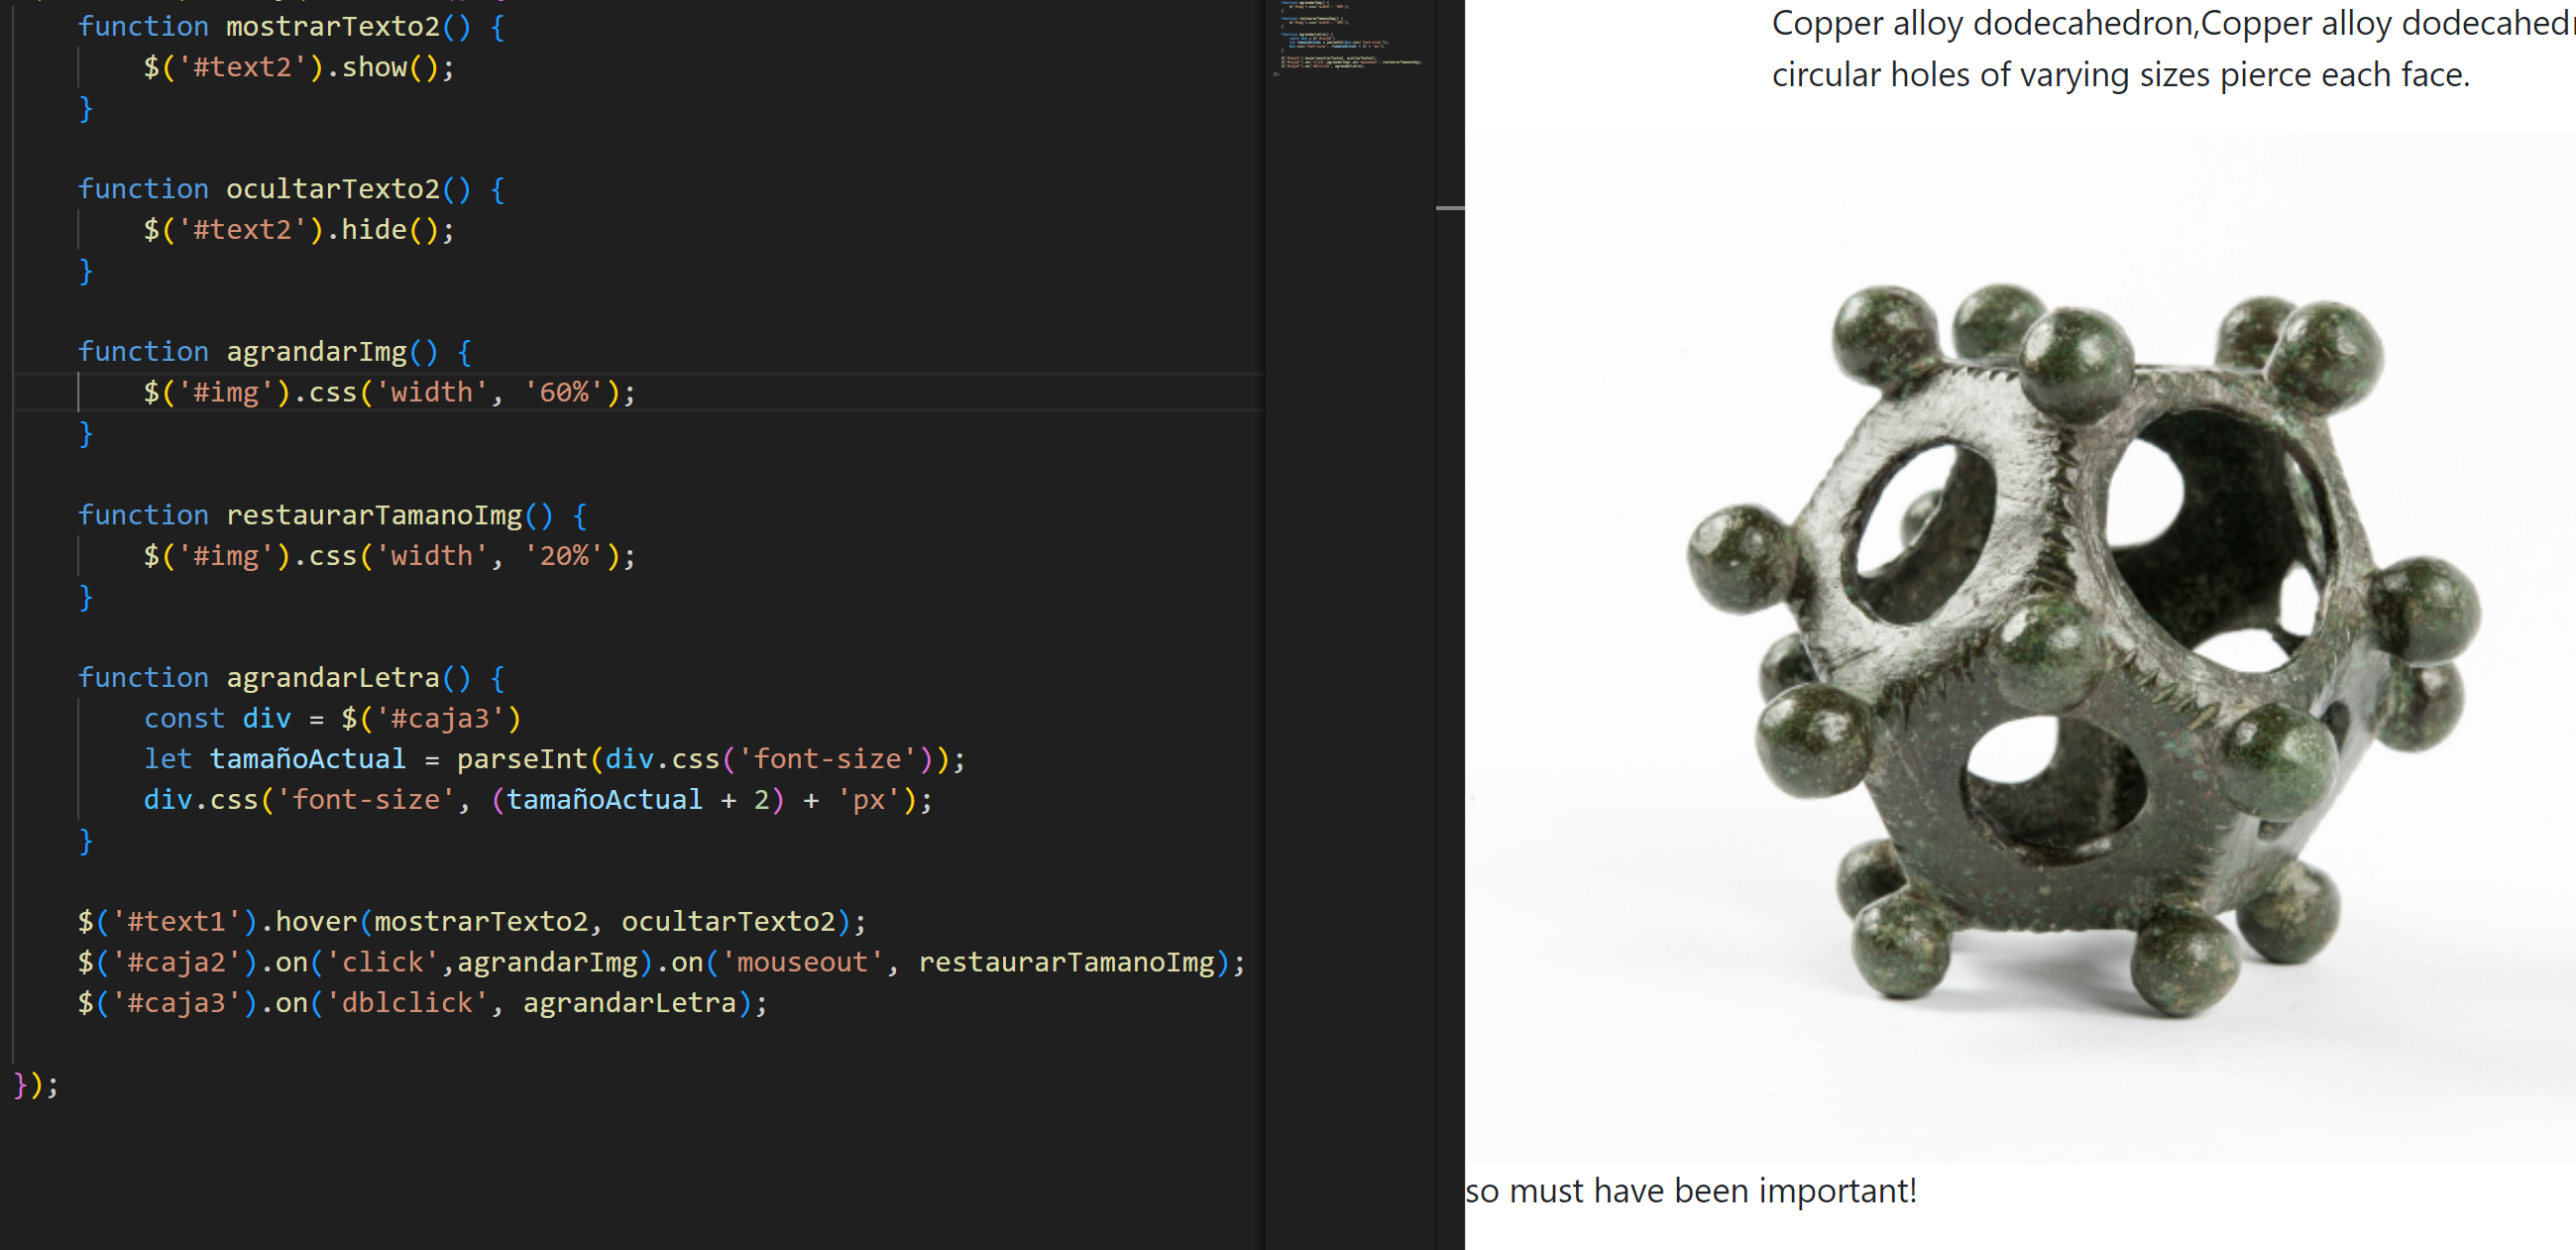 function mostrarTexto2() {
$('#text2').show();
}
function ocultarTexto2() {
$('#text2').hide();
}
function agrandarImg() {
$('#img').css('width', '60%');
}
function restaurarTamanoImg() {
$('#img').css('width', '20%');
}
function agrandarLetra() {
const div = $('#caja3')
let tamañoActual = parseInt(div.css('font-size'));
div.css('font-size', (tamañoActual + 2) + 'px');
}
$('#text1').hover(mostrarTexto2, ocultarTexto2);
$('#caja2').on('click',agrandarImg).on('mouseout', restaurarTamanoImg);
$('#caja3').on('dblclick', agrandarLetra);
});
Copper alloy dodecahedron,Copper alloy dodecahed
circular holes of varying sizes pierce each face.
so must have been important!